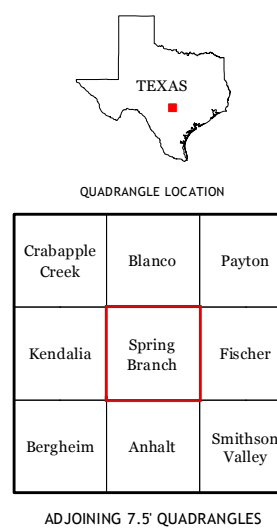 TEXAS
QUADRANGLE LOCATION
Crabapple
Creek
Blanco
Payton
Kendalia
Spring
Branch
Fischer
Bergheim
Anhalt
Smithson
Valley
ADJOINING 7.5' QUADRANGLES